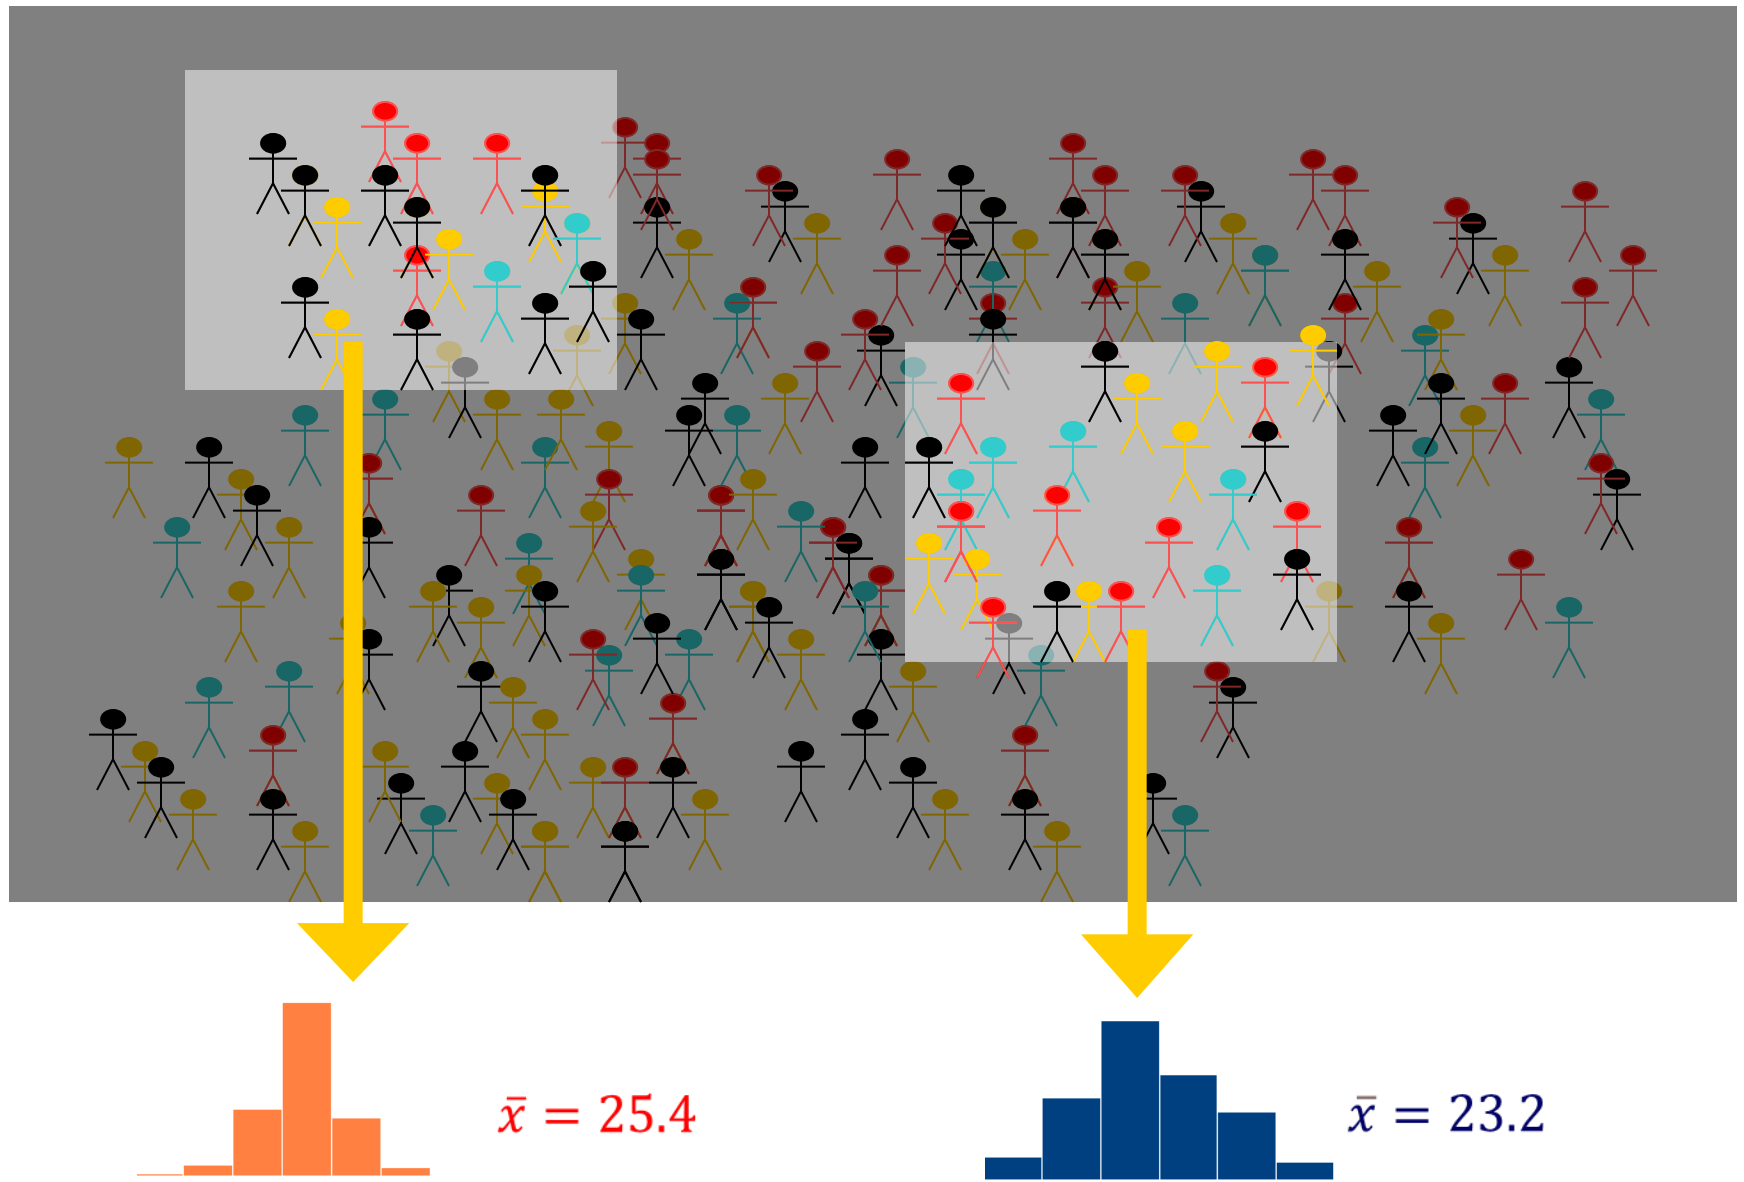 x̄ = 25.4
x̄ = 23.2